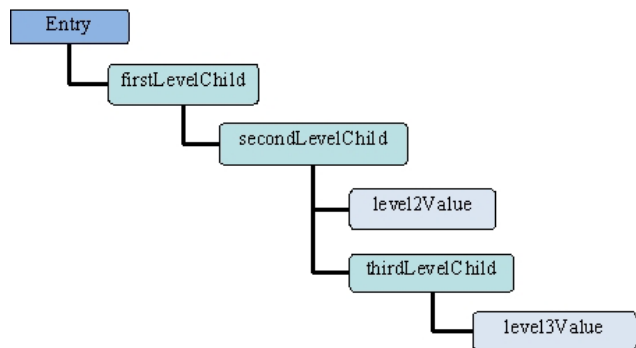 Entry
firstLevelChild
secondLevelChild
level2Value
thirdLevelChild
level3Value